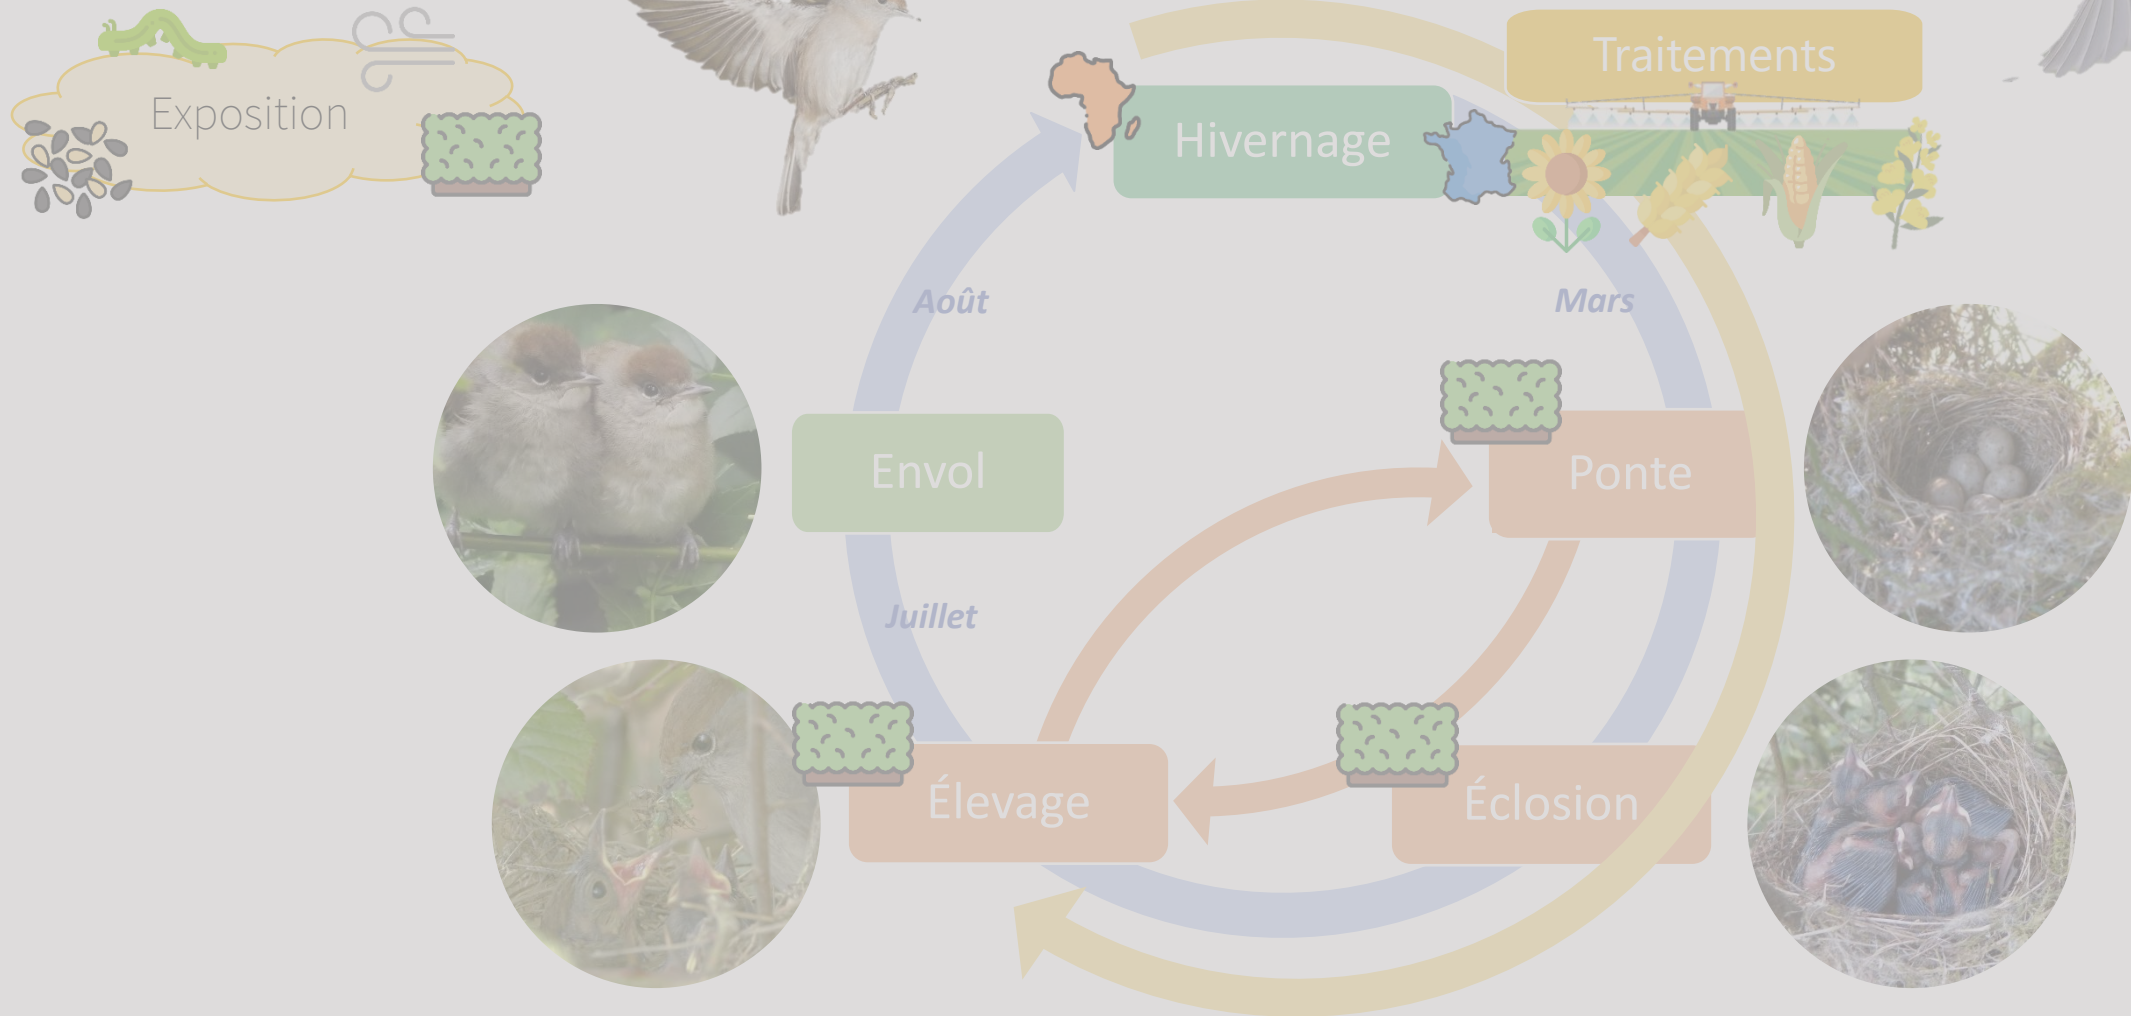 Traitements
Exposition
Hivernage
Août
Mars
Envol
Ponte
Juillet
Élevage
Éclosion